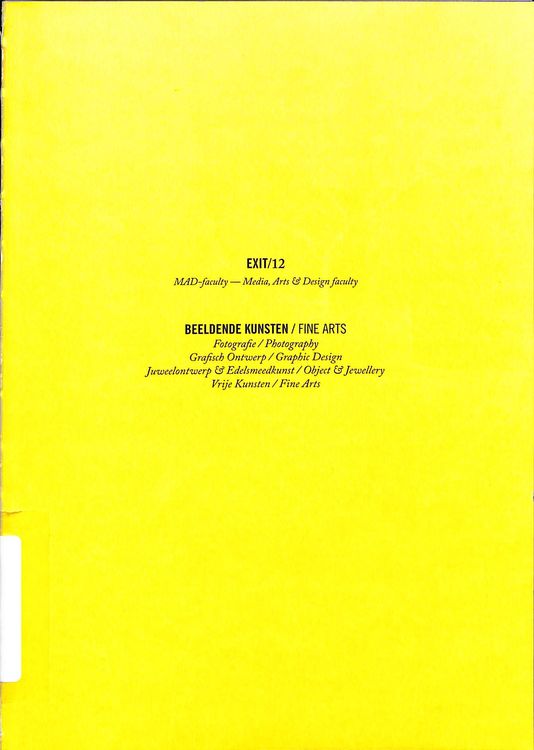 EXIT/12
MAD-faculty — Media, Arts & Design faculty
BEELDENDE KUNSTEN / FINE ARTS
Fotografie / Photography
Grafisch Ontwerp / Graphic Design
Juweelontwerp & Edelsmeedkunst / Object & Jewellery
Vrije Kunsten / Fine Arts